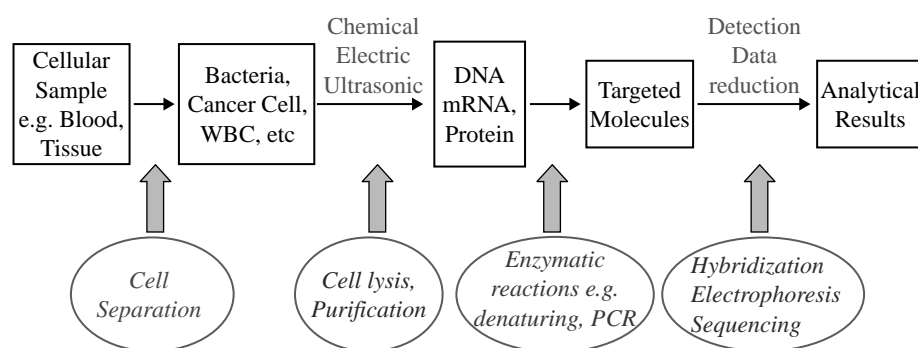 Cellular
Sample
e.g. Blood,
Tissue
Bacteria,
Cancer Cell,
WBC, etc
Chemical
Electric
Ultrasonic
DNA
mRNA,
Protein
Targeted
Molecules
Detection
Data
reduction
Analytical
Results
Cell
Separation
Cell lysis,
Purification
Enzymatic
reactions e.g.
denaturing, PCR
Hybridization
Electrophoresis
Sequencing